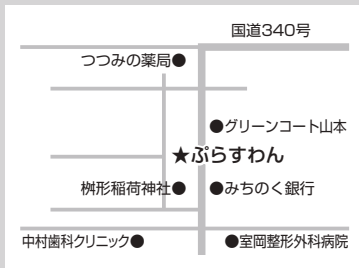 国道340号
つつみの薬局●
●グリーンコート山本
★ぷらすわん
桝形稲荷神社● ●みちのく銀行
中村歯科クリニック● ●室岡整形外科病院